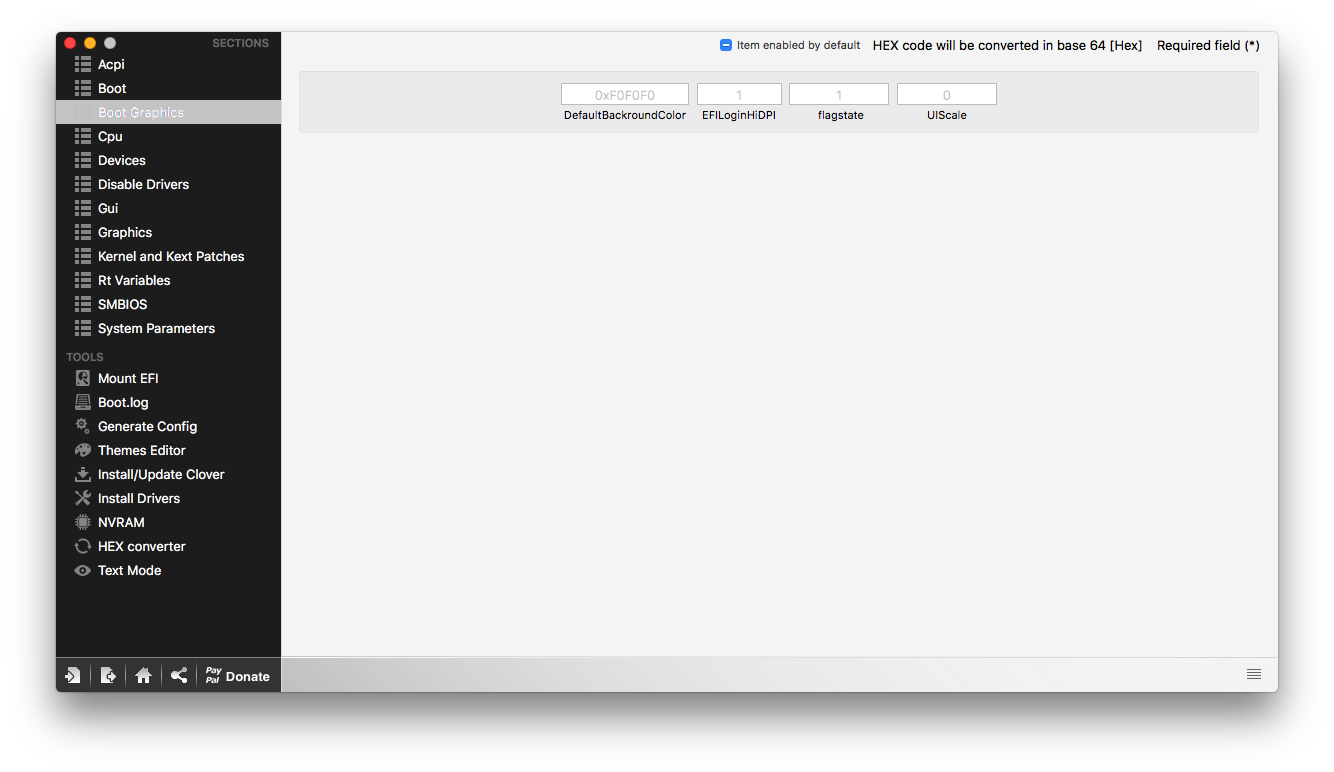 SECTIONS
Acpi
Boot
Boot Graphics
Cpu
Devices
Disable Drivers
Gui
Graphics
Kernel and Kext Patches
Rt Variables
SMBIOS
System Parameters
TOOLS
Mount EFI
Boot.log
Generate Config
Themes Editor
Install/Update Clover
Install Drivers
NVRAM
HEX converter
Text Mode
Pay
Pal
Donate
Item enabled by default HEX code will be converted in base 64 [Hex] Required field (*)
0xF0F0F0 1 1 0
DefaultBackroundColor EFILoginHiDPI flagstate UIScale